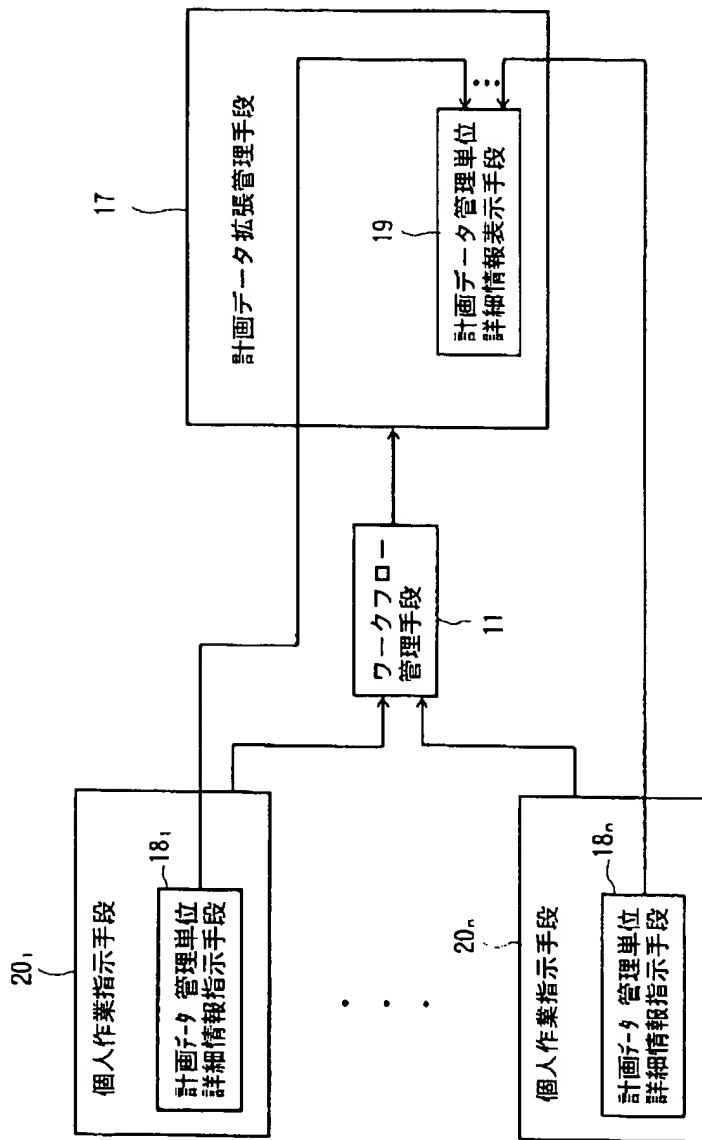 20₁
個人作業指示手段
18₁
計画データ管理単位
詳細情報指示手段
20ₙ
個人作業指示手段
18ₙ
計画データ管理単位
詳細情報指示手段
ワークフロー
管理手段
11
17
計画データ拡張管理手段
19
計画データ管理単位
詳細情報表示手段